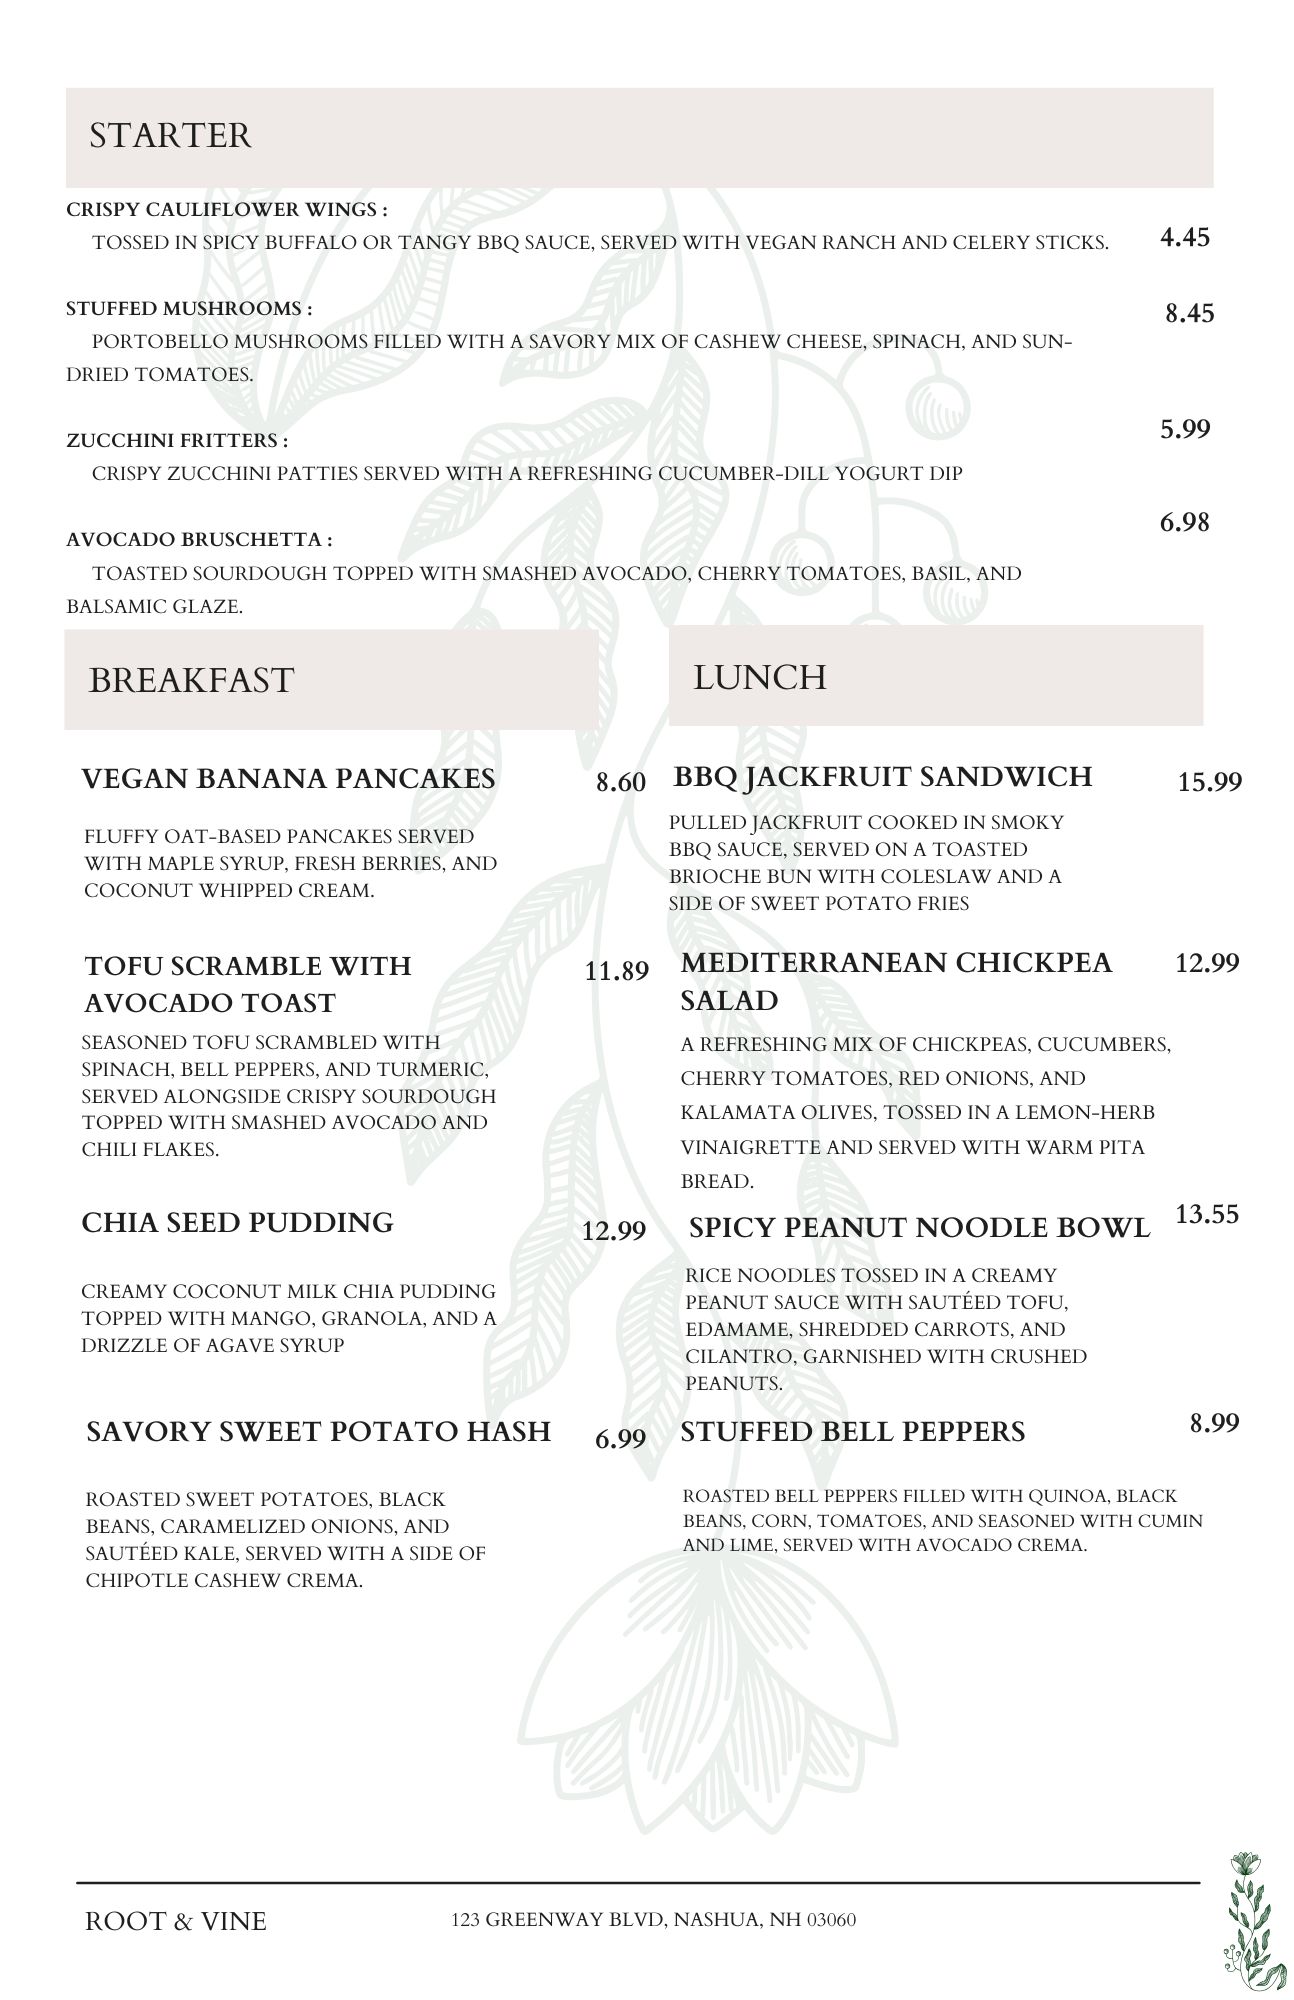 STARTER
CRISPY CAULIFLOWER WINGS :
TOSSED IN SPICY BUFFALO OR TANGY BBQ SAUCE, SERVED WITH VEGAN RANCH AND CELERY STICKS.
4.45
STUFFED MUSHROOMS :
8.45
PORTOBELLO MUSHROOMS FILLED WITH A SAVORY MIX OF CASHEW CHEESE, SPINACH, AND SUN-
DRIED TOMATOES.
ZUCCHINI FRITTERS :
5.99
CRISPY ZUCCHINI PATTIES SERVED WITH A REFRESHING CUCUMBER-DILL YOGURT DIP
AVOCADO BRUSCHETTA :
6.98
TOASTED SOURDOUGH TOPPED WITH SMASHED AVOCADO, CHERRY TOMATOES, BASIL, AND
BALSAMIC GLAZE.
BREAKFAST
VEGAN BANANA PANCAKES
8.60
FLUFFY OAT-BASED PANCAKES SERVED
WITH MAPLE SYRUP, FRESH BERRIES, AND
COCONUT WHIPPED CREAM.
TOFU SCRAMBLE WITH
AVOCADO TOAST
11.89
SEASONED TOFU SCRAMBLED WITH
SPINACH, BELL PEPPERS, AND TURMERIC,
SERVED ALONGSIDE CRISPY SOURDOUGH
TOPPED WITH SMASHED AVOCADO AND
CHILI FLAKES.
CHIA SEED PUDDING
12.99
CREAMY COCONUT MILK CHIA PUDDING
TOPPED WITH MANGO, GRANOLA, AND A
DRIZZLE OF AGAVE SYRUP
SAVORY SWEET POTATO HASH
6.99
ROASTED SWEET POTATOES, BLACK
BEANS, CARAMELIZED ONIONS, AND
SAUTÉED KALE, SERVED WITH A SIDE OF
CHIPOTLE CASHEW CREMA.
LUNCH
BBQ JACKFRUIT SANDWICH
15.99
PULLED JACKFRUIT COOKED IN SMOKY
BBQ SAUCE, SERVED ON A TOASTED
BRIOCHE BUN WITH COLESLAW AND A
SIDE OF SWEET POTATO FRIES
MEDITERRANEAN CHICKPEA
SALAD
12.99
A REFRESHING MIX OF CHICKPEAS, CUCUMBERS,
CHERRY TOMATOES, RED ONIONS, AND
KALAMATA OLIVES, TOSSED IN A LEMON-HERB
VINAIGRETTE AND SERVED WITH WARM PITA
BREAD.
SPICY PEANUT NOODLE BOWL
13.55
RICE NOODLES TOSSED IN A CREAMY
PEANUT SAUCE WITH SAUTÉED TOFU,
EDAMAME, SHREDDED CARROTS, AND
CILANTRO, GARNISHED WITH CRUSHED
PEANUTS.
STUFFED BELL PEPPERS
8.99
ROASTED BELL PEPPERS FILLED WITH QUINOA, BLACK
BEANS, CORN, TOMATOES, AND SEASONED WITH CUMIN
AND LIME, SERVED WITH AVOCADO CREMA.
ROOT & VINE
123 GREENWAY BLVD, NASHUA, NH 03060